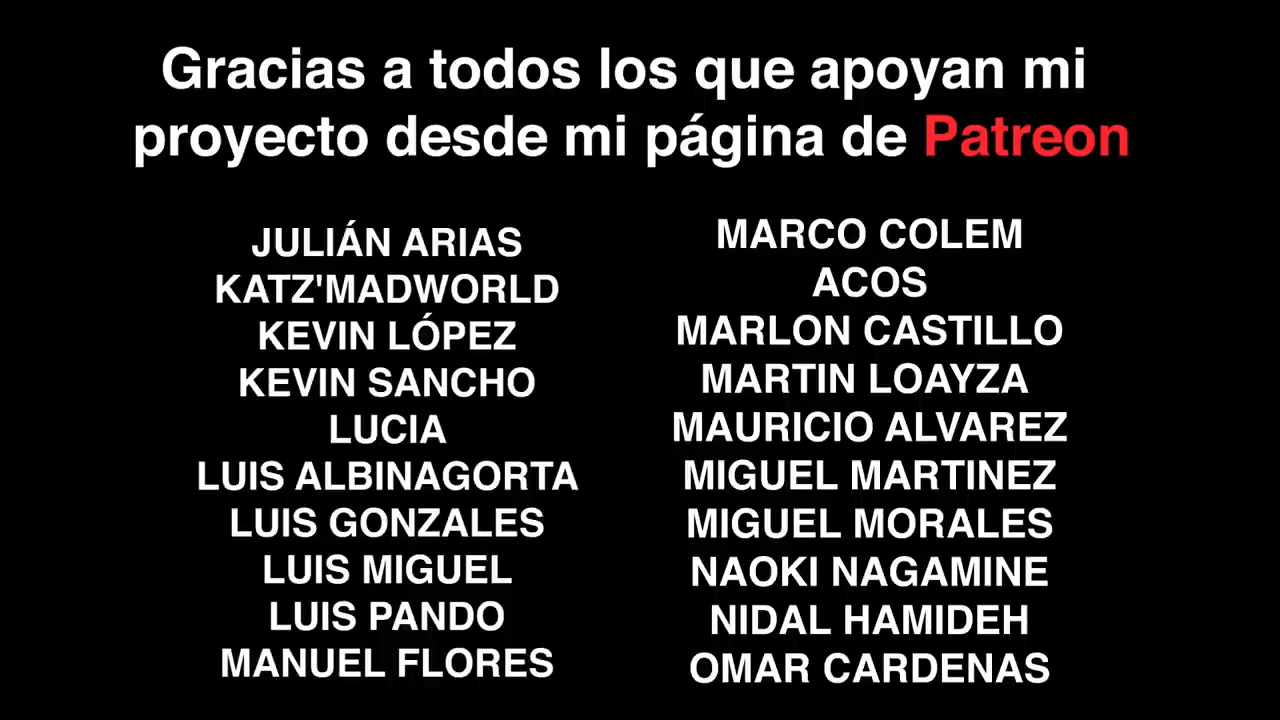 Gracias a todos los que apoyan mi
proyecto desde mi página de Patreon
JULIÁN ARIAS
KATZ'MADWORLD
KEVIN LÓPEZ
KEVIN SANCHO
LUCIA
LUIS ALBINAGORTA
LUIS GONZALES
LUIS MIGUEL
LUIS PANDO
MANUEL FLORES
MARCO COLEM
ACOS
MARLON CASTILLO
MARTIN LOAYZA
MAURICIO ALVAREZ
MIGUEL MARTINEZ
MIGUEL MORALES
NAOKI NAGAMINE
NIDAL HAMIDEH
OMAR CARDENAS